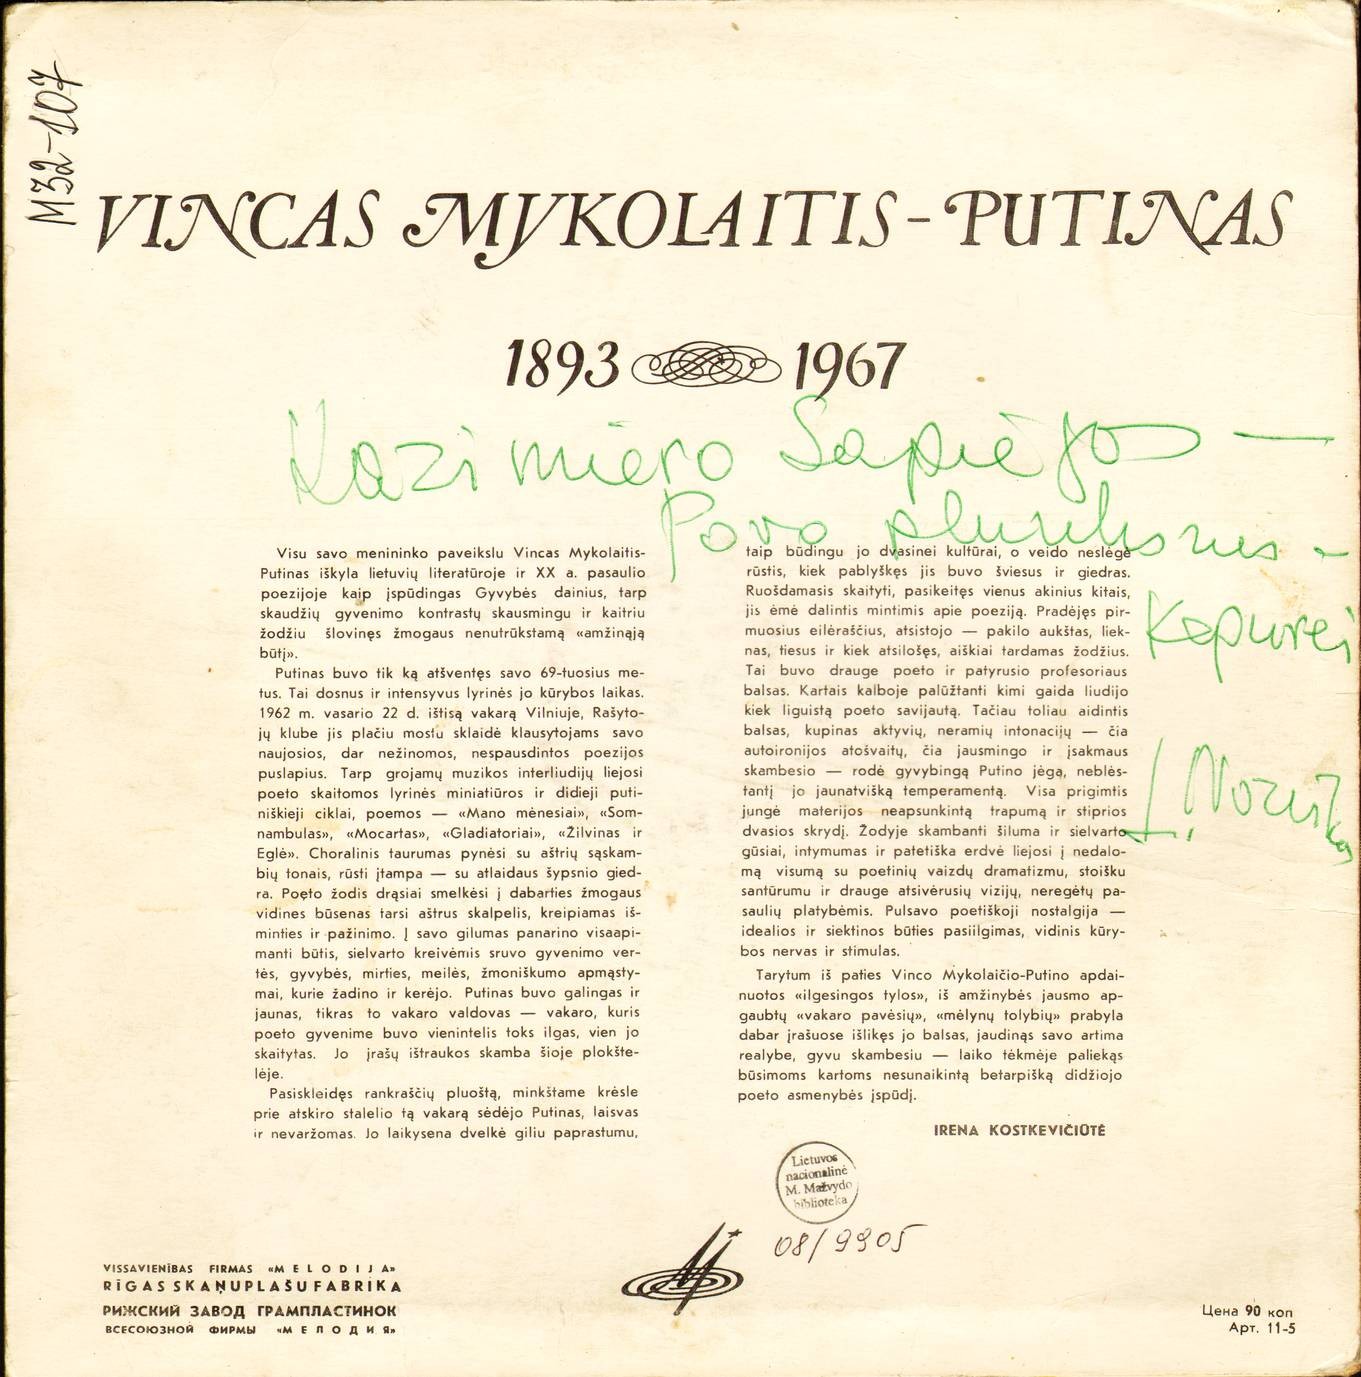 M32-107
VINCAS MYKOLAITIS-PUTINAS
1893 1967
Kazimiero Sapiegos —
Povo plunksnus -
Kepurei
L. Noruškos
Visu savo menininko paveikslu Vincas Mykolaitis-
Putinas iškyla lietuvių literatūroje ir XX a. pasaulio
poezijoje kaip įspūdingas Gyvybės dainius, tarp
skaudžių gyvenimo kontrastų skausmingu ir kaitriu
žodžiu šlovinęs žmogaus nenutrūkstamą «amžinąją
būtį».
Putinas buvo tik ką atšventęs savo 69-tuosius me-
tus. Tai dosnus ir intensyvus lyrinės jo kūrybos laikas.
1962 m. vasario 22 d. ištisą vakarą Vilniuje, Rašyto-
jų klube jis plačiu mostu sklaidė klausytojams savo
naujosios, dar nežinomos, nespausdintos poezijos
puslapius. Tarp grojamų muzikos interliudijų liejosi
poeto skaitomos lyrinės miniatiūros ir didieji puti-
niškieji ciklai, poemos — «Mano mėnesiai», «Som-
nambulas», «Mocartas», «Gladiatoriai», «Žilvinas ir
Eglė». Choralinis taurumas pynėsi su aštrių sąskam-
bių tonais, rūsti įtampa — su atlaidaus šypsnio gied-
ra. Poeto žodis drąsiai smelkėsi į dabarties žmogaus
vidines būsenas tarsi aštrus skalpelis, kreipiamas iš-
minties ir pažinimo. Į savo gilumas panarino visaapi-
manti būtis, sielvarto kreivėmis sruvo gyvenimo ver-
tės, gyvybės, mirties, meilės, žmoniškumo apmąsty-
mai, kurie žadino ir kerėjo. Putinas buvo galingas ir
jaunas, tikras to vakaro valdovas — vakaro, kuris
poeto gyvenime buvo vienintelis toks ilgas, vien jo
skaitytas. Jo įrašų ištraukos skamba šioje plokšte-
lėje.
Pasiskleidęs rankraščių pluoštą, minkštame krėsle
prie atskiro stalelio tą vakarą sėdėjo Putinas, laisvas
ir nevaržomas. Jo laikysena dvelkė giliu paprastumu,
taip būdingu jo dvasinei kultūrai, o veido neslėgė
rūstis, kiek pablyškęs jis buvo šviesus ir giedras.
Ruošdamasis skaityti, pasikeitęs vienus akinius kitais,
jis ėmė dalintis mintimis apie poeziją. Pradėjęs pir-
muosius eilėraščius, atsistojo — pakilo aukštas, liek-
nas, tiesus ir kiek atsilošęs, aiškiai tardamas žodžius.
Tai buvo drauge poeto ir patyrusio profesoriaus
balsas. Kartais kalboje palūžtanti kimi gaida liudijo
kiek liguistą poeto savijautą. Tačiau toliau aidintis
balsas, kupinas aktyvių, neramių intonacijų — čia
autoironijos atošvaitų, čia jausmingo ir įsakmaus
skambesio — rodė gyvybingą Putino jėgą, neblės-
tantį jo jaunatvišką temperamentą. Visa prigimtis
jungė materijos neapsunkintą trapumą ir stiprios
dvasios skrydį. Žodyje skambanti šiluma ir sielvarto
gūsiai, intymumas ir patetiška erdvė liejosi į nedalo-
mą visumą su poetinių vaizdų dramatizmu, stoišku
santūrumu ir drauge atsivėrusių vizijų, neregėtų pa-
saulių platybėmis. Pulsavo poetiškoji nostalgija —
idealios ir siektinos būties pasiilgimas, vidinis kūry-
bos nervas ir stimulas.
Tarytum iš paties Vinco Mykolaičio-Putino apdai-
nuotos «ilgesingos tylos», iš amžinybės jausmo ap-
gaubtų «vakaro pavėsių», «mėlynų tolybių» prabyla
dabar įrašuose išlikęs jo balsas, jaudinąs savo artima
realybe, gyvu skambesiu — laiko tėkmėje paliekąs
būsimoms kartoms nesunaikintą betarpišką didžiojo
poeto asmenybės įspūdį.
IRENA KOSTKEVIČIŪTĖ
Lietuvos
nacionalinė
M. Mažvydo
biblioteka
08/9905
VISSAVIENĪBAS FIRMAS «MELODIJA»
RĪGAS SKAŅUPLAŠU FABRIKA
РИЖСКИЙ ЗАВОД ГРАМПЛАСТИНОК
ВСЕСОЮЗНОЙ ФИРМЫ «МЕЛОДИЯ»
Цена 90 коп
Арт. 11-5